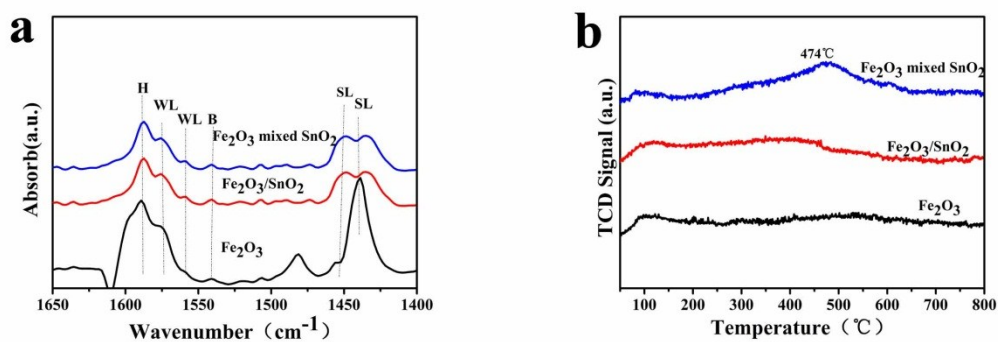 a
Absorb(a.u.)
H
WL
WL
B
SL
SL
Fe₂O₃ mixed SnO₂
Fe₂O₃/SnO₂
Fe₂O₃
1650 1600 1550 1500 1450 1400
Wavenumber（cm⁻¹）
b
TCD Signal (a.u.)
474℃
Fe₂O₃ mixed SnO₂
Fe₂O₃/SnO₂
Fe₂O₃
100 200 300 400 500 600 700 800
Temperature（℃）